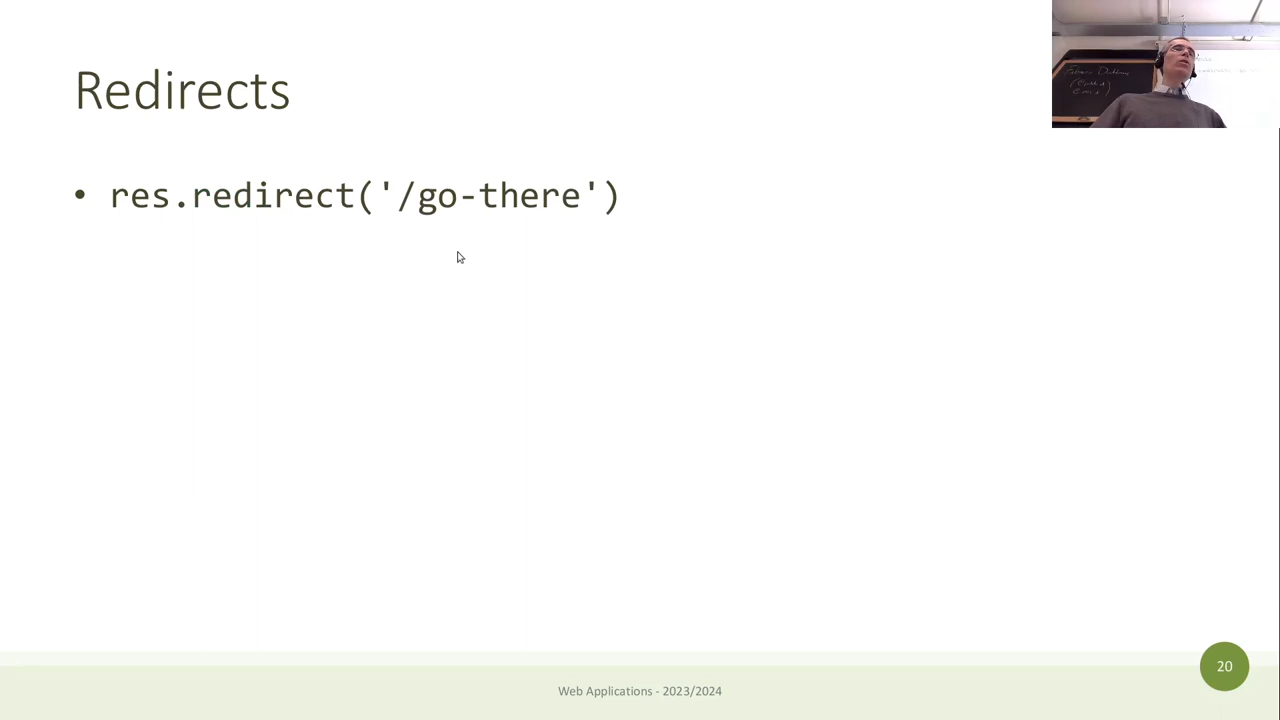 Redirects
• res.redirect('/go-there')
20
Web Applications - 2023/2024